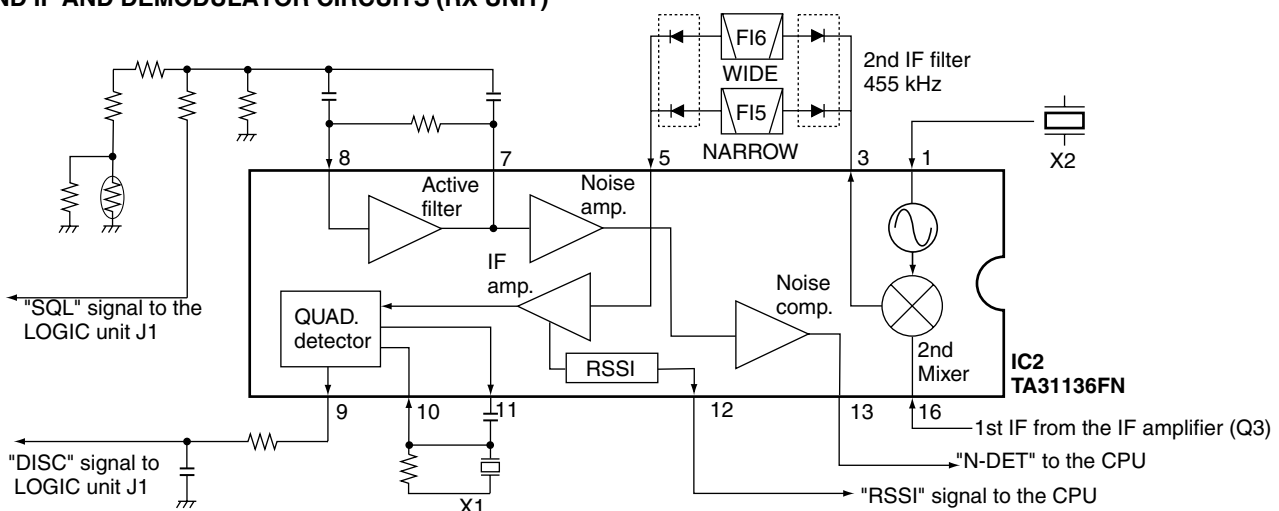 ND IF AND DEMODULATOR CIRCUITS (RX UNIT)
FI6
WIDE
2nd IF filter
455 kHz
FI5
NARROW
X2
8
7
5
3
1
Active
filter
Noise
amp.
IF
amp.
Noise
comp.
"SQL" signal to the
LOGIC unit J1
QUAD.
detector
RSSI
2nd
Mixer
IC2
TA31136FN
9
10
11
12
13
16
1st IF from the IF amplifier (Q3)
"DISC" signal to
LOGIC unit J1
"N-DET" to the CPU
"RSSI" signal to the CPU
X1